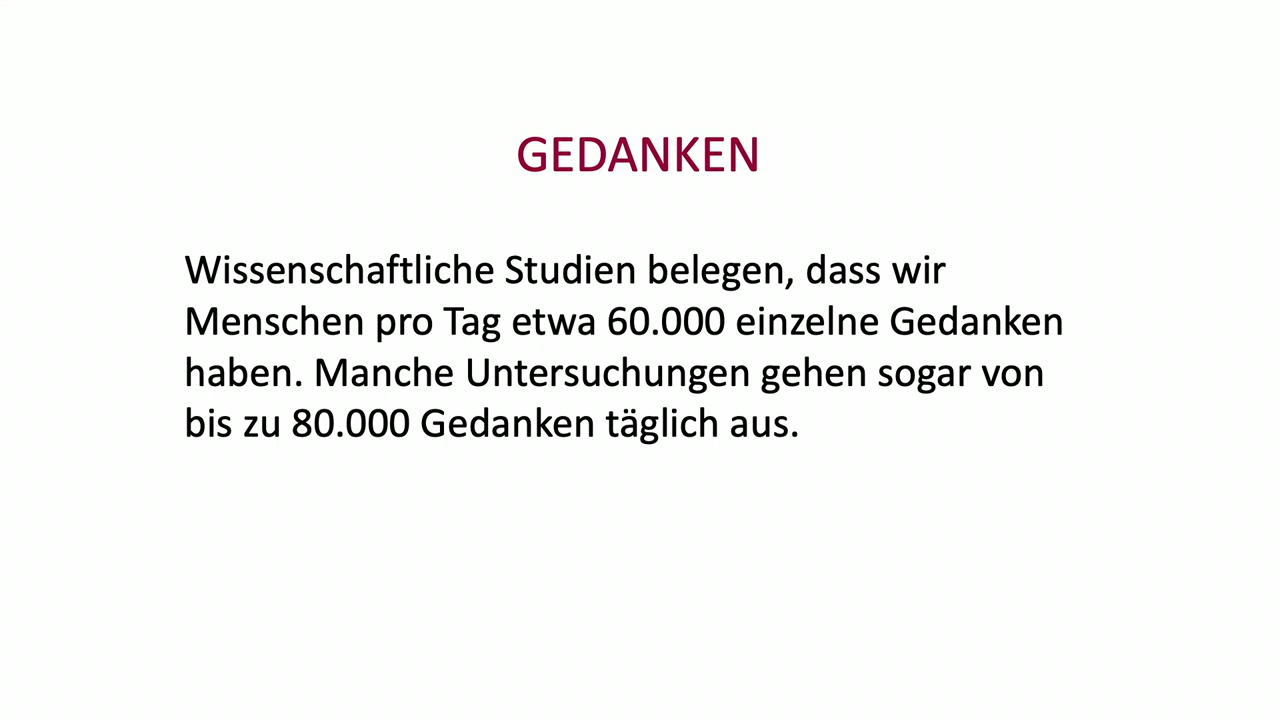 GEDANKEN
Wissenschaftliche Studien belegen, dass wir
Menschen pro Tag etwa 60.000 einzelne Gedanken
haben. Manche Untersuchungen gehen sogar von
bis zu 80.000 Gedanken täglich aus.